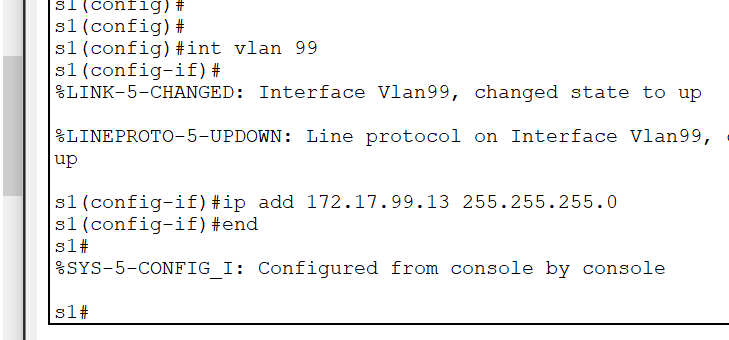 s1(config)#
s1(config)#
s1(config)#int vlan 99
s1(config-if)#
%LINK-5-CHANGED: Interface Vlan99, changed state to up
%LINEPROTO-5-UPDOWN: Line protocol on Interface Vlan99,
up
s1(config-if)#ip add 172.17.99.13 255.255.255.0
s1(config-if)#end
s1#
%SYS-5-CONFIG_I: Configured from console by console
s1#